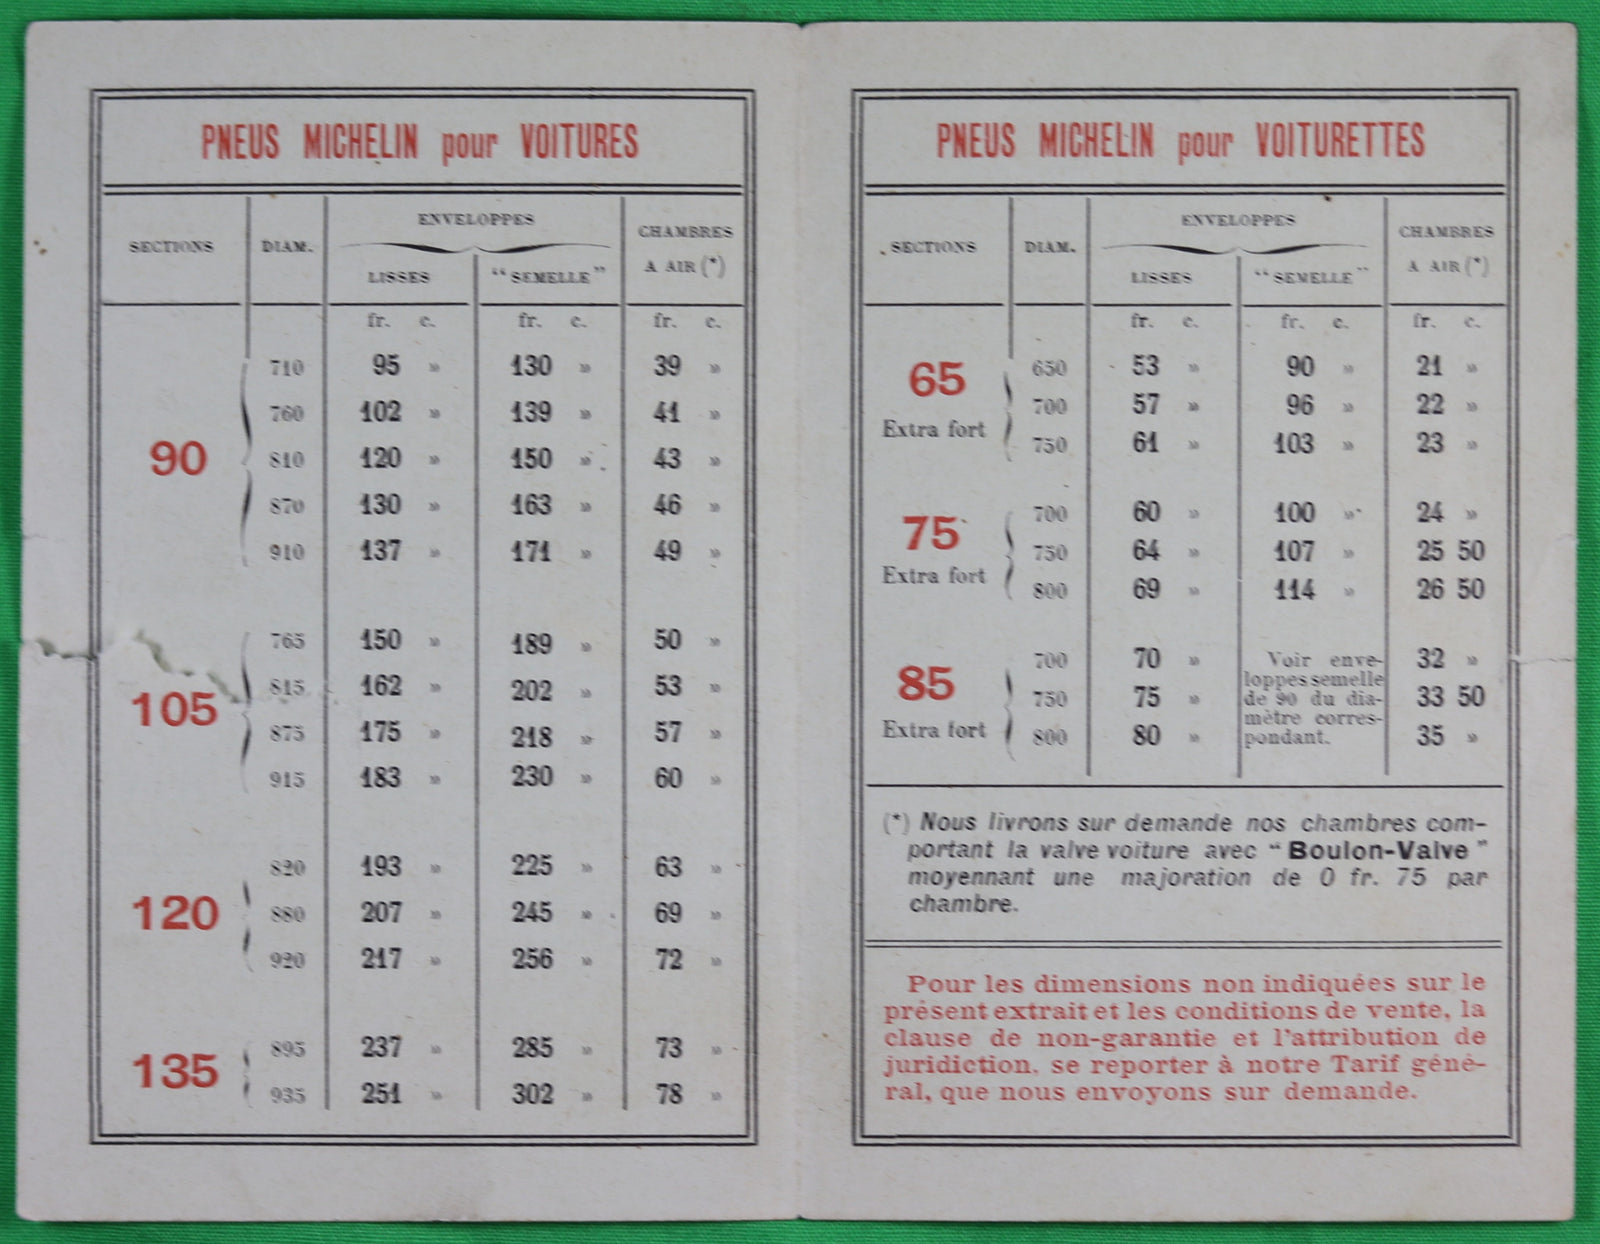 PNEUS MICHELIN pour VOITURES
SECTIONS DIAM. ENVELOPPES CHAMBRES
LISSES “SEMELLE” A AIR (*)
fr. c. fr. c. fr. c.
90
710 95 » 130 » 39 »
760 102 » 139 » 41 »
810 120 » 150 » 43 »
870 130 » 163 » 46 »
910 137 » 171 » 49 »
105
765 150 » 189 » 50 »
815 162 » 202 » 53 »
875 175 » 218 » 57 »
915 183 » 230 » 60 »
120
820 193 » 225 » 63 »
880 207 » 245 » 69 »
920 217 » 256 » 72 »
135
895 237 » 285 » 73 »
935 251 » 302 » 78 »
PNEUS MICHELIN pour VOITURETTES
SECTIONS DIAM. ENVELOPPES CHAMBRES
LISSES “SEMELLE” A AIR (*)
fr. c. fr. c. fr. c.
65
Extra fort
650 53 » 90 » 21 »
700 57 » 96 » 22 »
750 61 » 103 » 23 »
75
Extra fort
700 60 » 100 » 24 »
750 64 » 107 » 25 50
800 69 » 114 » 26 50
85
Extra fort
700 70 » 32 »
750 75 » 33 50
800 80 » 35 »
Voir enve-
loppes semelle
de 90 du dia-
mètre corres-
pondant.
(*) Nous livrons sur demande nos chambres com-
portant la valve voiture avec “Boulon-Valve”
moyennant une majoration de 0 fr. 75 par
chambre.
Pour les dimensions non indiquées sur le
présent extrait et les conditions de vente, la
clause de non-garantie et l'attribution de
juridiction, se reporter à notre Tarif géné-
ral, que nous envoyons sur demande.